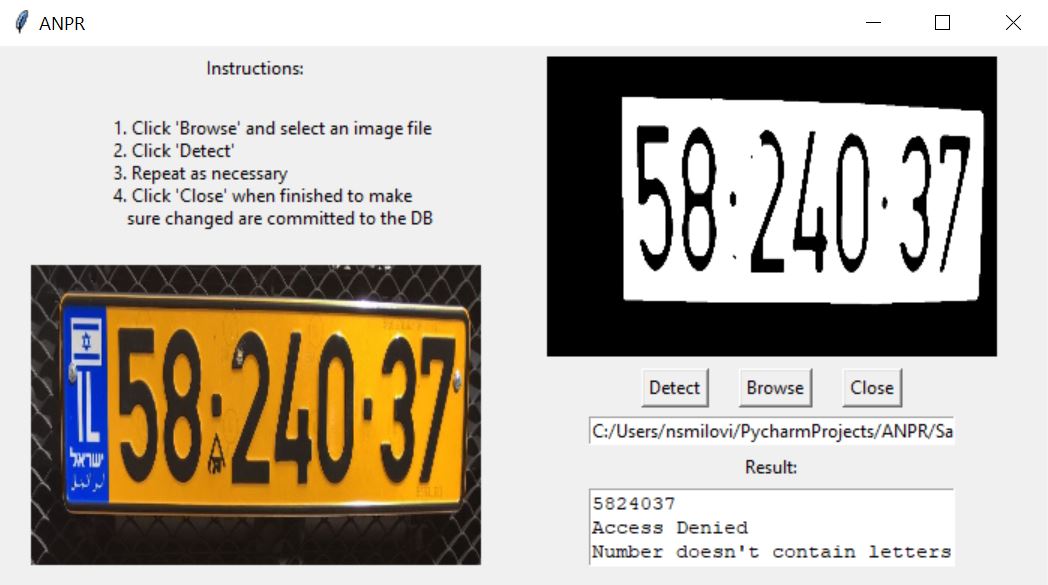 ANPR
Instructions:
1. Click 'Browse' and select an image file
2. Click 'Detect'
3. Repeat as necessary
4. Click 'Close' when finished to make
sure changed are committed to the DB
IL
ישראל
58·240·37
58·240·37
Detect
Browse
Close
C:/Users/nsmilovi/PycharmProjects/ANPR/Sa
Result:
5824037
Access Denied
Number doesn't contain letters